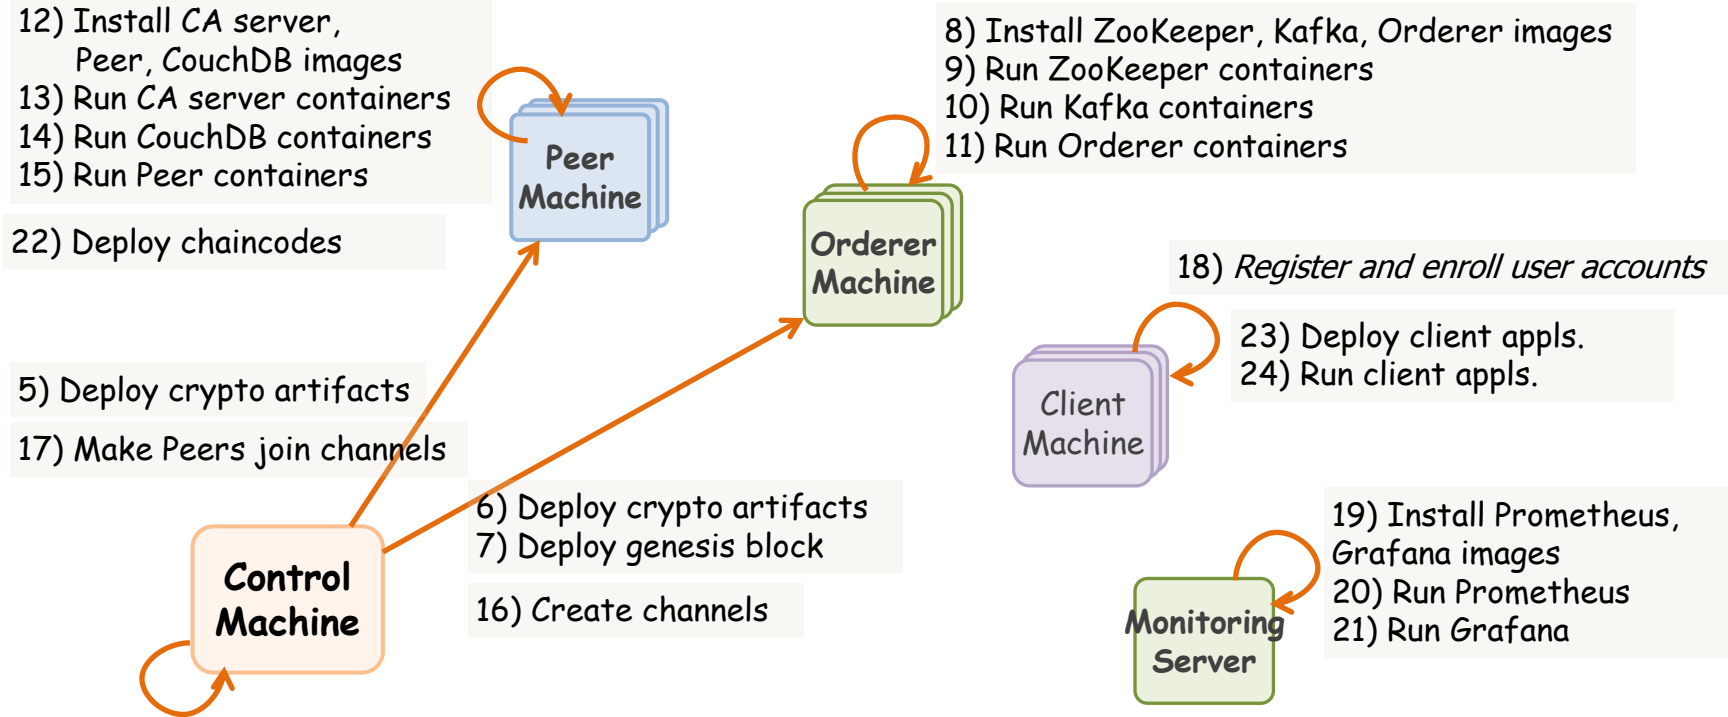 12) Install CA server,
Peer, CouchDB images
13) Run CA server containers
14) Run CouchDB containers
15) Run Peer containers
22) Deploy chaincodes
Peer
Machine
8) Install ZooKeeper, Kafka, Orderer images
9) Run ZooKeeper containers
10) Run Kafka containers
11) Run Orderer containers
Orderer
Machine
18) Register and enroll user accounts
23) Deploy client appls.
24) Run client appls.
Client
Machine
5) Deploy crypto artifacts
17) Make Peers join channels
6) Deploy crypto artifacts
7) Deploy genesis block
16) Create channels
Control
Machine
19) Install Prometheus,
Grafana images
20) Run Prometheus
21) Run Grafana
Monitoring
Server